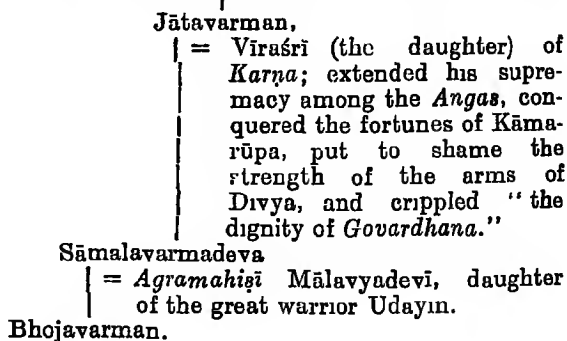 Jātavarman,
= Vīraśrī (the daughter) of
Karṇa; extended his supre-
macy among the Angas, con-
quered the fortunes of Kāma-
rūpa, put to shame the
strength of the arms of
Divya, and crippled “the
dignity of Govardhana.”
Sāmalavarmadeva
= Agramahiṣī Mālavyadevī, daughter
of the great warrior Udayin.
Bhojavarman.